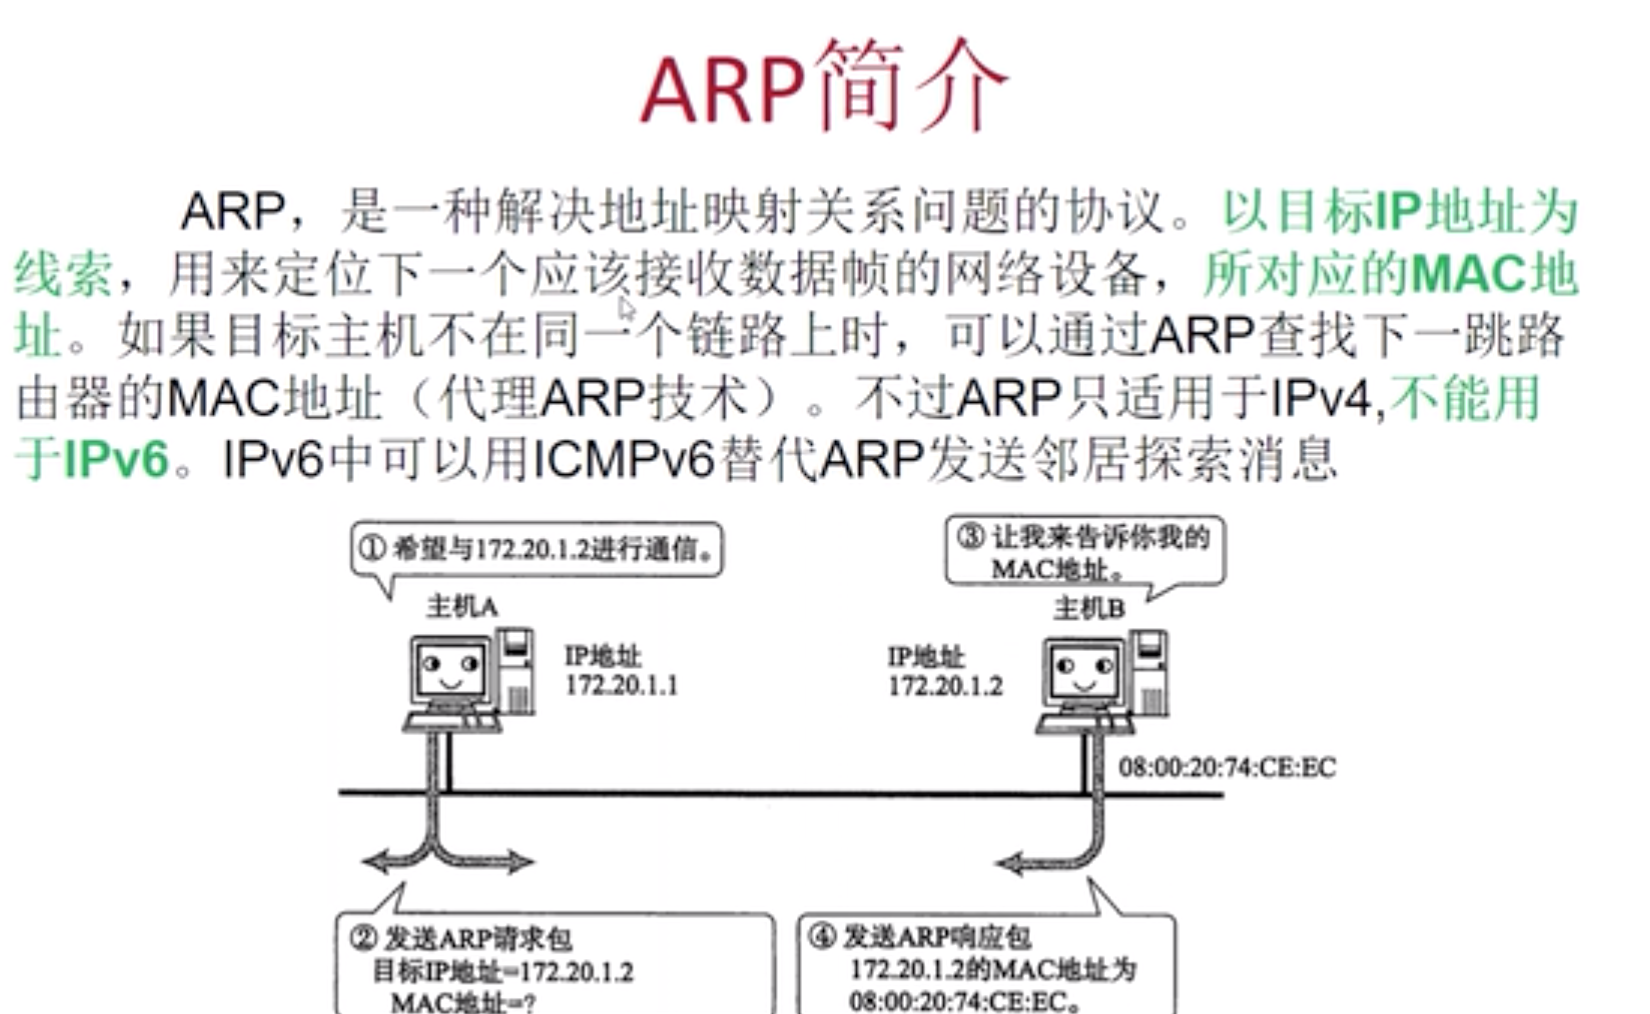 ARP简介
ARP，是一种解决地址映射关系问题的协议。以目标IP地址为
线索，用来定位下一个应该接收数据帧的网络设备，所对应的MAC地
址。如果目标主机不在同一个链路上时，可以通过ARP查找下一跳路
由器的MAC地址（代理ARP技术）。不过ARP只适用于IPv4,不能用
于IPv6。IPv6中可以用ICMPv6替代ARP发送邻居探索消息
① 希望与172.20.1.2进行通信。
③ 让我来告诉你我的
MAC地址。
主机A
主机B
IP地址
172.20.1.1
IP地址
172.20.1.2
08:00:20:74:CE:EC
② 发送ARP请求包
目标IP地址=172.20.1.2
MAC地址=?
④ 发送ARP响应包
172.20.1.2的MAC地址为
08:00:20:74:CE:EC。